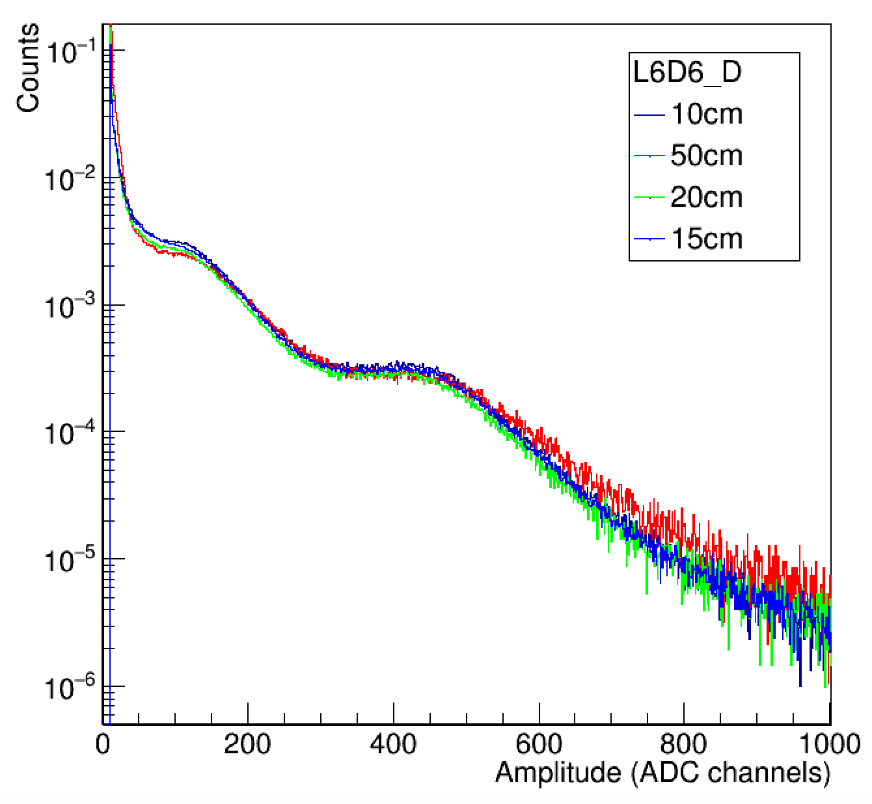 Counts
10⁻¹
10⁻²
10⁻³
10⁻⁴
10⁻⁵
10⁻⁶
L6D6_D
10cm
50cm
20cm
15cm
0 200 400 600 800 1000
Amplitude (ADC channels)